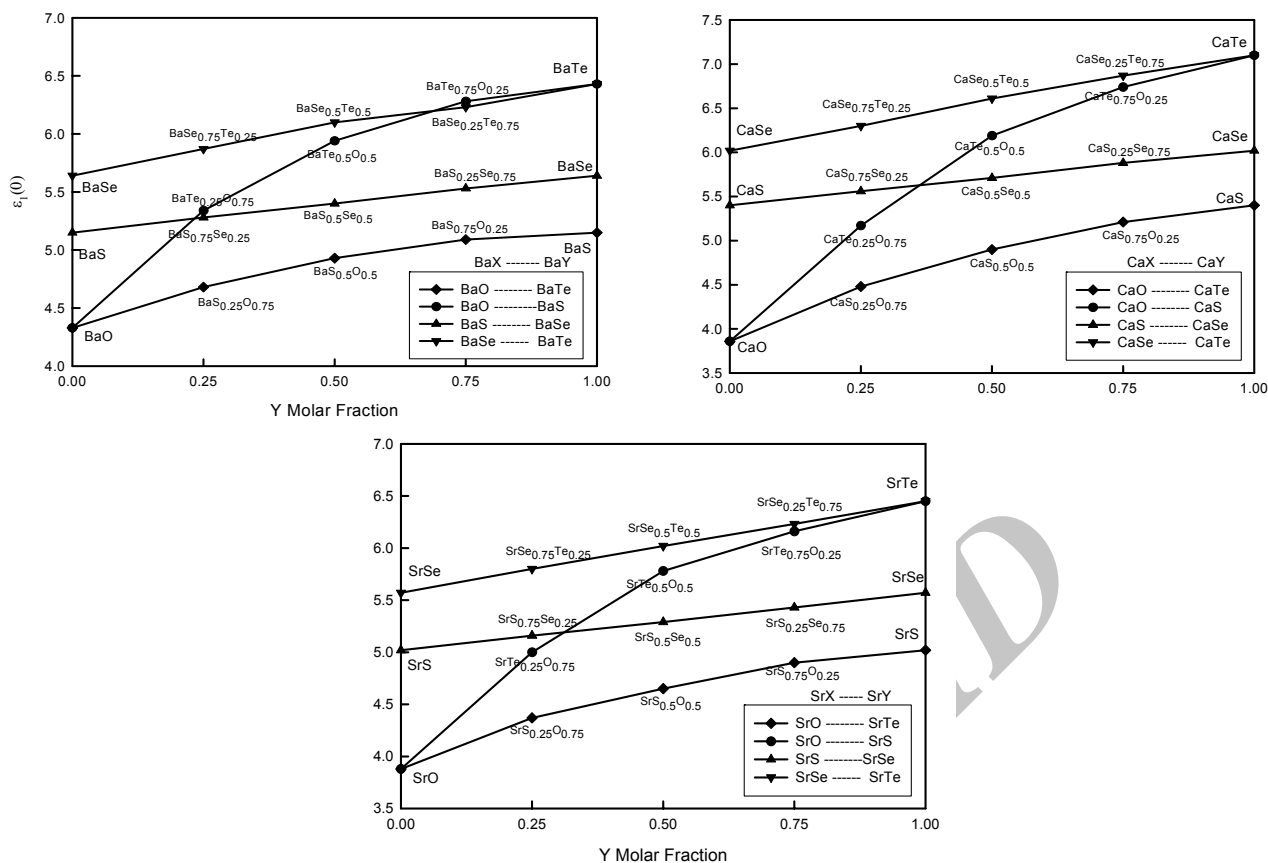 7.0
6.5
6.0
5.5
5.0
4.5
4.0
ε₁(0)
BaTe
BaTe₀.₇₅O₀.₂₅
BaSe₀.₅Te₀.₅
BaSe₀.₇₅Te₀.₂₅
BaSe₀.₂₅Te₀.₇₅
BaTe₀.₅O₀.₅
BaSe
BaSe
BaS₀.₂₅Se₀.₇₅
BaTe₀.₂₅O₀.₇₅
BaS₀.₅Se₀.₅
BaS₀.₇₅Se₀.₂₅
BaS₀.₇₅O₀.₂₅
BaS
BaS
BaS₀.₅O₀.₅
BaS₀.₂₅O₀.₇₅
BaO
BaX ------- BaY
BaO -------- BaTe
BaO ---------BaS
BaS -------- BaSe
BaSe ------ BaTe
0.00 0.25 0.50 0.75 1.00
Y Molar Fraction
7.5
7.0
6.5
6.0
5.5
5.0
4.5
4.0
3.5
CaTe
CaSe₀.₂₅Te₀.₇₅
CaSe₀.₅Te₀.₅
CaTe₀.₇₅O₀.₂₅
CaSe₀.₇₅Te₀.₂₅
CaSe
CaTe₀.₅O₀.₅
CaSe
CaS₀.₂₅Se₀.₇₅
CaS₀.₇₅Se₀.₂₅
CaS
CaS₀.₅Se₀.₅
CaS
CaTe₀.₂₅O₀.₇₅
CaS₀.₇₅O₀.₂₅
CaS₀.₅O₀.₅
CaS₀.₂₅O₀.₇₅
CaO
CaX ------- CaY
CaO -------- CaTe
CaO -------- CaS
CaS -------- CaSe
CaSe ------ CaTe
0.00 0.25 0.50 0.75 1.00
7.0
6.5
6.0
5.5
5.0
4.5
4.0
3.5
SrTe
SrSe₀.₂₅Te₀.₇₅
SrSe₀.₅Te₀.₅
SrSe₀.₇₅Te₀.₂₅
SrTe₀.₇₅O₀.₂₅
SrSe
SrTe₀.₅O₀.₅
SrSe
SrS₀.₇₅Se₀.₂₅
SrS₀.₂₅Se₀.₇₅
SrS₀.₅Se₀.₅
SrS
SrS
SrTe₀.₂₅O₀.₇₅
SrS₀.₇₅O₀.₂₅
SrS₀.₅O₀.₅
SrS₀.₂₅O₀.₇₅
SrO
SrX ----- SrY
SrO -------- SrTe
SrO -------- SrS
SrS ---------SrSe
SrSe ------ SrTe
0.00 0.25 0.50 0.75 1.00
Y Molar Fraction
D